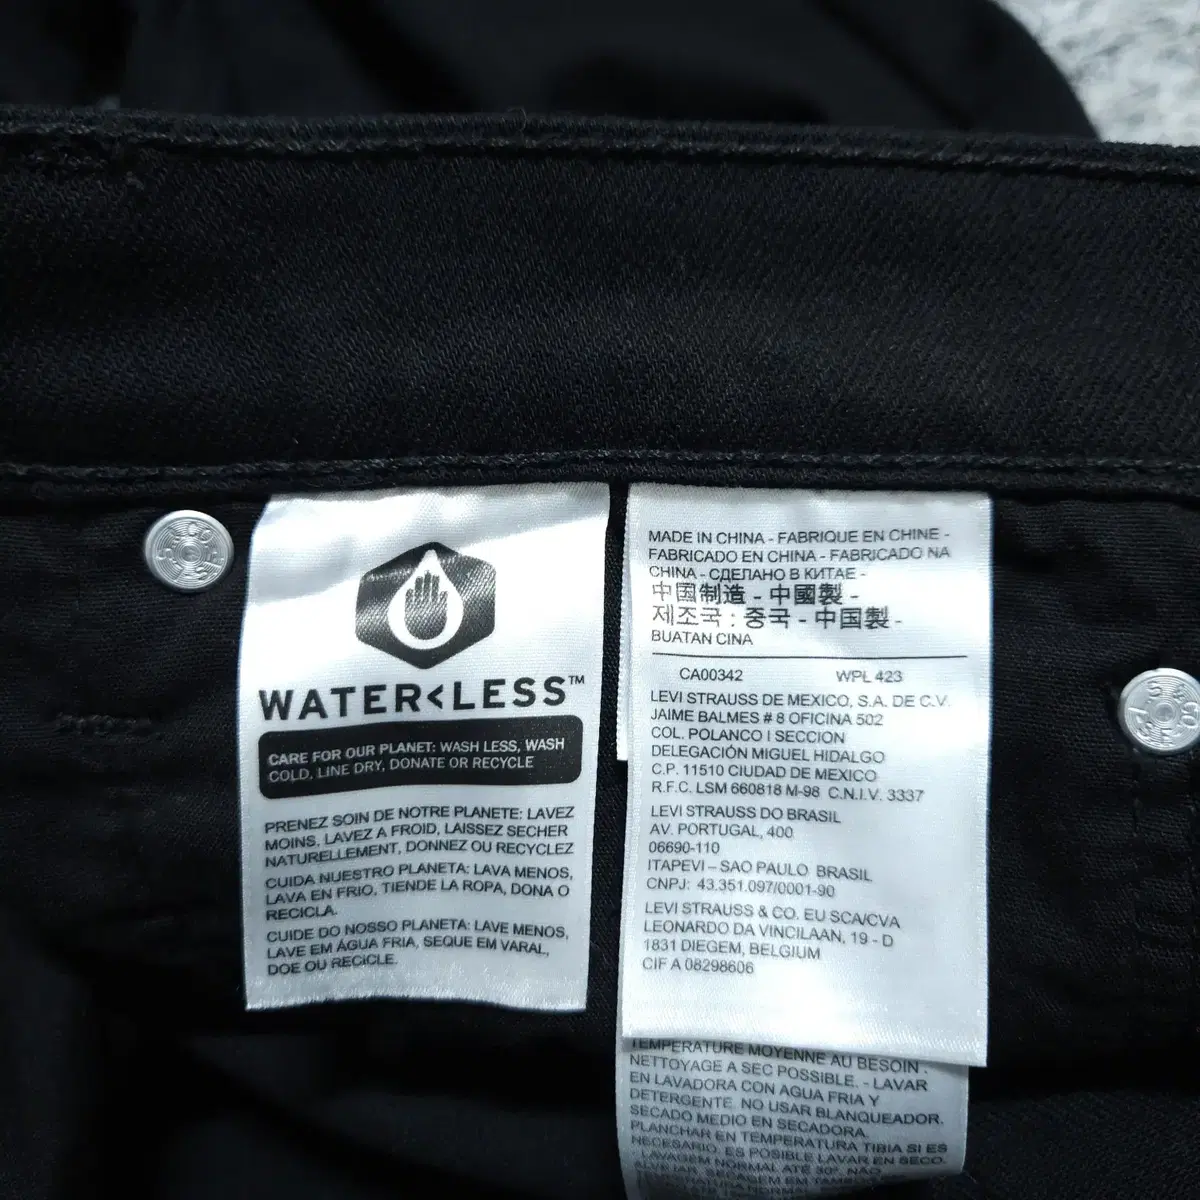 WATER<LESS™
CARE FOR OUR PLANET: WASH LESS, WASH
COLD, LINE DRY, DONATE OR RECYCLE
PRENEZ SOIN DE NOTRE PLANETE: LAVEZ
MOINS, LAVEZ A FROID, LAISSEZ SECHER
NATURELLEMENT, DONNEZ OU RECYCLEZ
CUIDA NUESTRO PLANETA: LAVA MENOS,
LAVA EN FRIO, TIENDE LA ROPA, DONA O
RECICLA.
CUIDE DO NOSSO PLANETA: LAVE MENOS,
LAVE EM ÁGUA FRIA, SEQUE EM VARAL,
DOE OU RECICLE.
MADE IN CHINA - FABRIQUE EN CHINE -
FABRICADO EN CHINA - FABRICADO NA
CHINA - СДЕЛАНО В КИТАЕ -
中国制造 - 中國製 -
제조국 : 중국 - 中国製 -
BUATAN CINA
CA00342 WPL 423
LEVI STRAUSS DE MEXICO, S.A. DE C.V.
JAIME BALMES # 8 OFICINA 502
COL. POLANCO I SECCION
DELEGACIÓN MIGUEL HIDALGO
C.P. 11510 CIUDAD DE MEXICO
R.F.C. LSM 660818 M-98 C.N.I.V. 3337
LEVI STRAUSS DO BRASIL
AV. PORTUGAL, 400
06690-110
ITAPEVI – SAO PAULO BRASIL
CNPJ: 43.351.097/0001-90
LEVI STRAUSS & CO. EU SCA/CVA
LEONARDO DA VINCILAAN, 19 - D
1831 DIEGEM, BELGIUM
CIF A 08298606
TEMPERATURE MOYENNE AU BESOIN.
NETTOYAGE A SEC POSSIBLE. - LAVAR
EN LAVADORA CON AGUA FRIA Y
DETERGENTE. NO USAR BLANQUEADOR.
SECADO MEDIO EN SECADORA.
PLANCHAR EN TEMPERATURA TIBIA SI ES
NECESARIO. ES POSIBLE LAVAR EN SECO.
LAVAGEM NORMAL ATÉ 30°. NÃO
ALVEJAR. SECAGEM EM TAMBOR